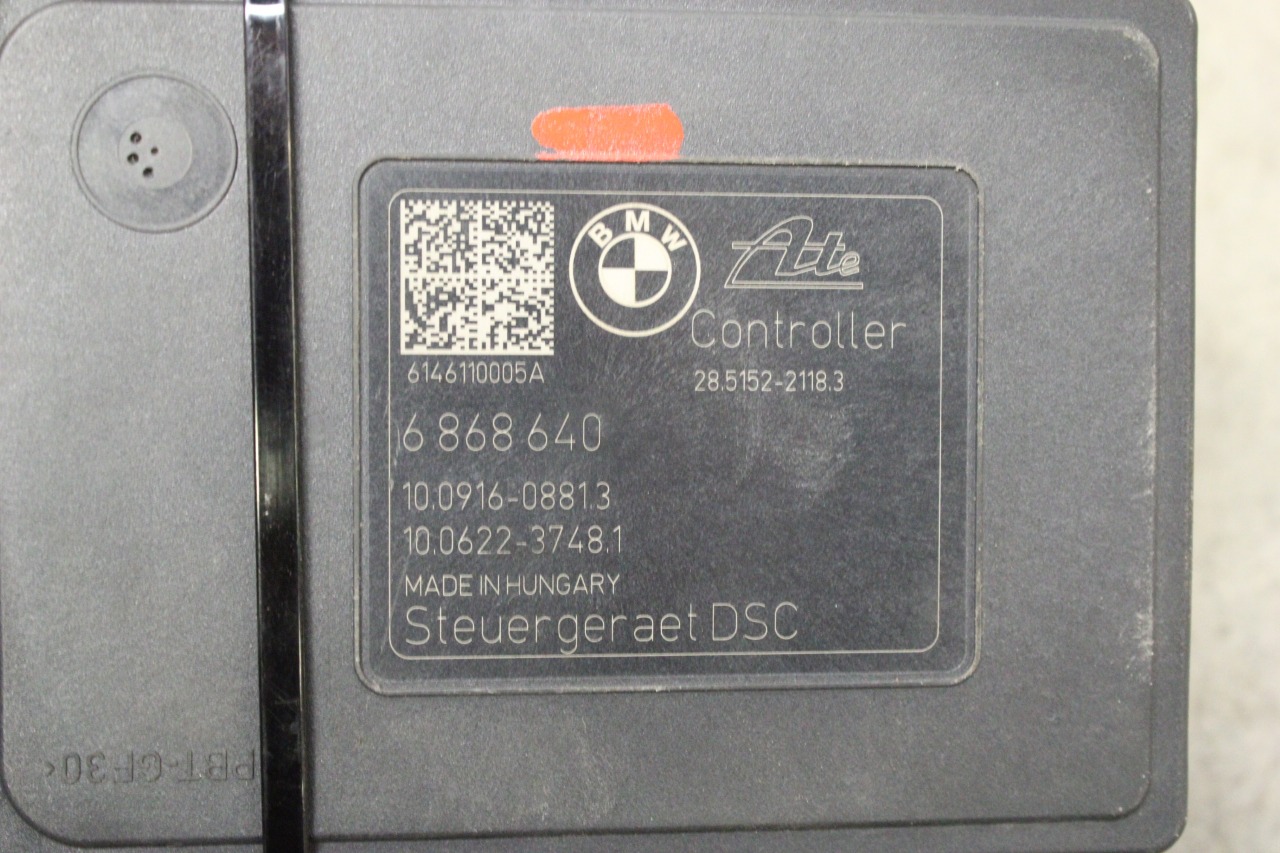 BMW
Ate
Controller
6146110005A
28.5152-2118.3
6 868 640
10.0916-0881.3
10.0622-3748.1
MADE IN HUNGARY
Steuergeraet DSC
PBT-GF30<